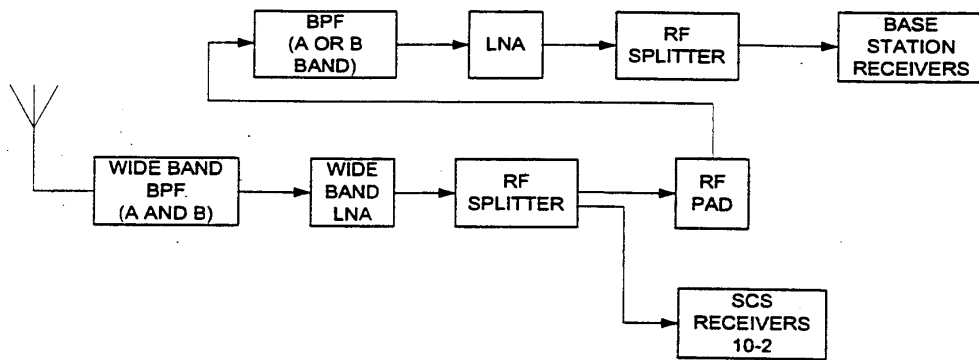 BPF
(A OR B
BAND)
LNA
RF
SPLITTER
BASE
STATION
RECEIVERS
WIDE BAND
BPF.
(A AND B)
WIDE
BAND
LNA
RF
SPLITTER
RF
PAD
SCS
RECEIVERS
10-2